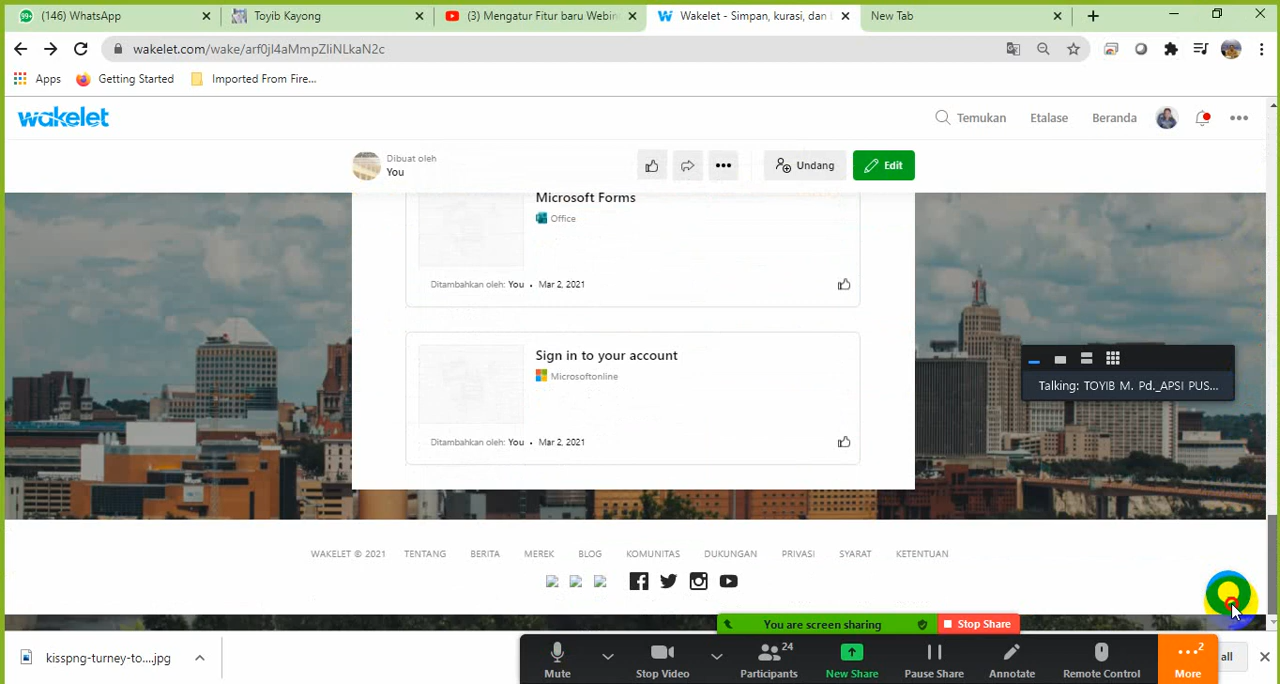 (146) WhatsApp
Toyib Kayong
(3) Mengatur Fitur baru Webin
Wakelet - Simpan, kurasi, dan
New Tab
wakelet.com/wake/arf0jl4aMmpZIiNLkaN2c
Apps
Getting Started
Imported From Fire...
wakelet
Temukan
Etalase
Beranda
Dibuat oleh
You
Undang
Edit
Microsoft Forms
Office
Ditambahkan oleh: You • Mar 2, 2021
Sign in to your account
Microsoftonline
Ditambahkan oleh: You • Mar 2, 2021
Talking: TOYIB M. Pd._APSI PUS...
WAKELET © 2021
TENTANG
BERITA
MEREK
BLOG
KOMUNITAS
DUKUNGAN
PRIVASI
SYARAT
KETENTUAN
You are screen sharing
Stop Share
kisspng-turney-to....jpg
Mute
Stop Video
24
Participants
New Share
Pause Share
Annotate
Remote Control
2
More
all